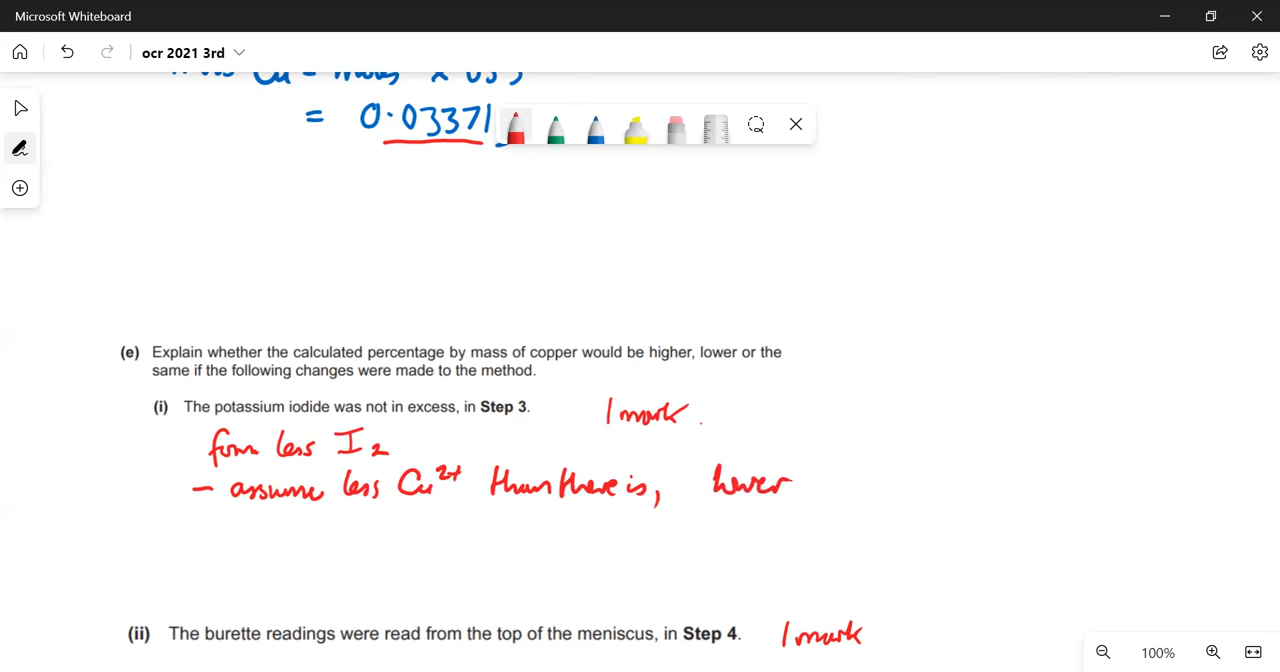 Microsoft Whiteboard
ocr 2021 3rd
= 0.03371
(e) Explain whether the calculated percentage by mass of copper would be higher, lower or the
same if the following changes were made to the method.
(i) The potassium iodide was not in excess, in Step 3. 1 mark.
form less I2
- assume less Cu2+ than there is, lower
(ii) The burette readings were read from the top of the meniscus, in Step 4. 1 mark
100%